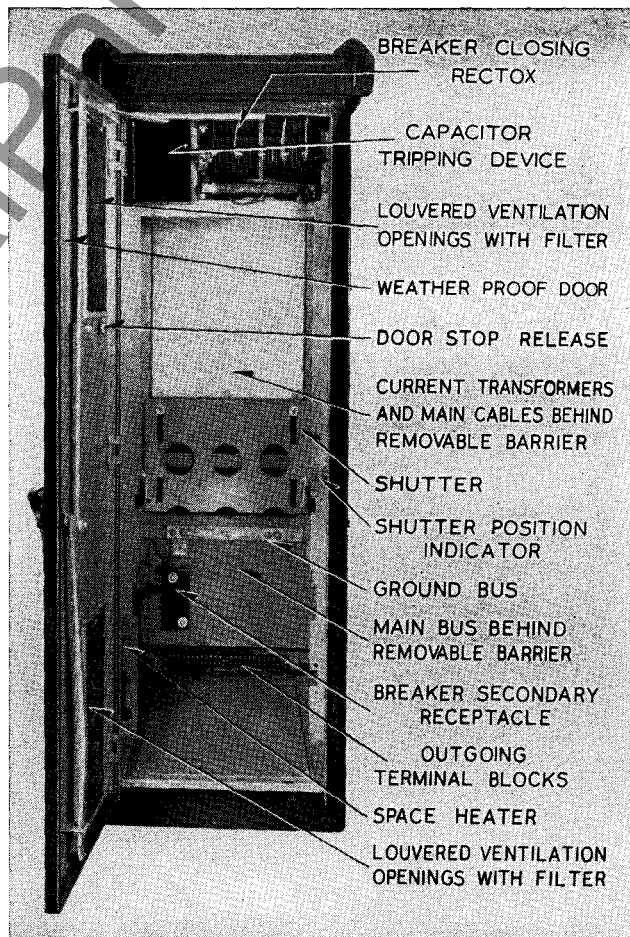 BREAKER CLOSING
RECTOX
CAPACITOR
TRIPPING DEVICE
LOUVERED VENTILATION
OPENINGS WITH FILTER
WEATHER PROOF DOOR
DOOR STOP RELEASE
CURRENT TRANSFORMERS
AND MAIN CABLES BEHIND
REMOVABLE BARRIER
SHUTTER
SHUTTER POSITION
INDICATOR
GROUND BUS
MAIN BUS BEHIND
REMOVABLE BARRIER
BREAKER SECONDARY
RECEPTACLE
OUTGOING
TERMINAL BLOCKS
SPACE HEATER
LOUVERED VENTILATION
OPENINGS WITH FILTER